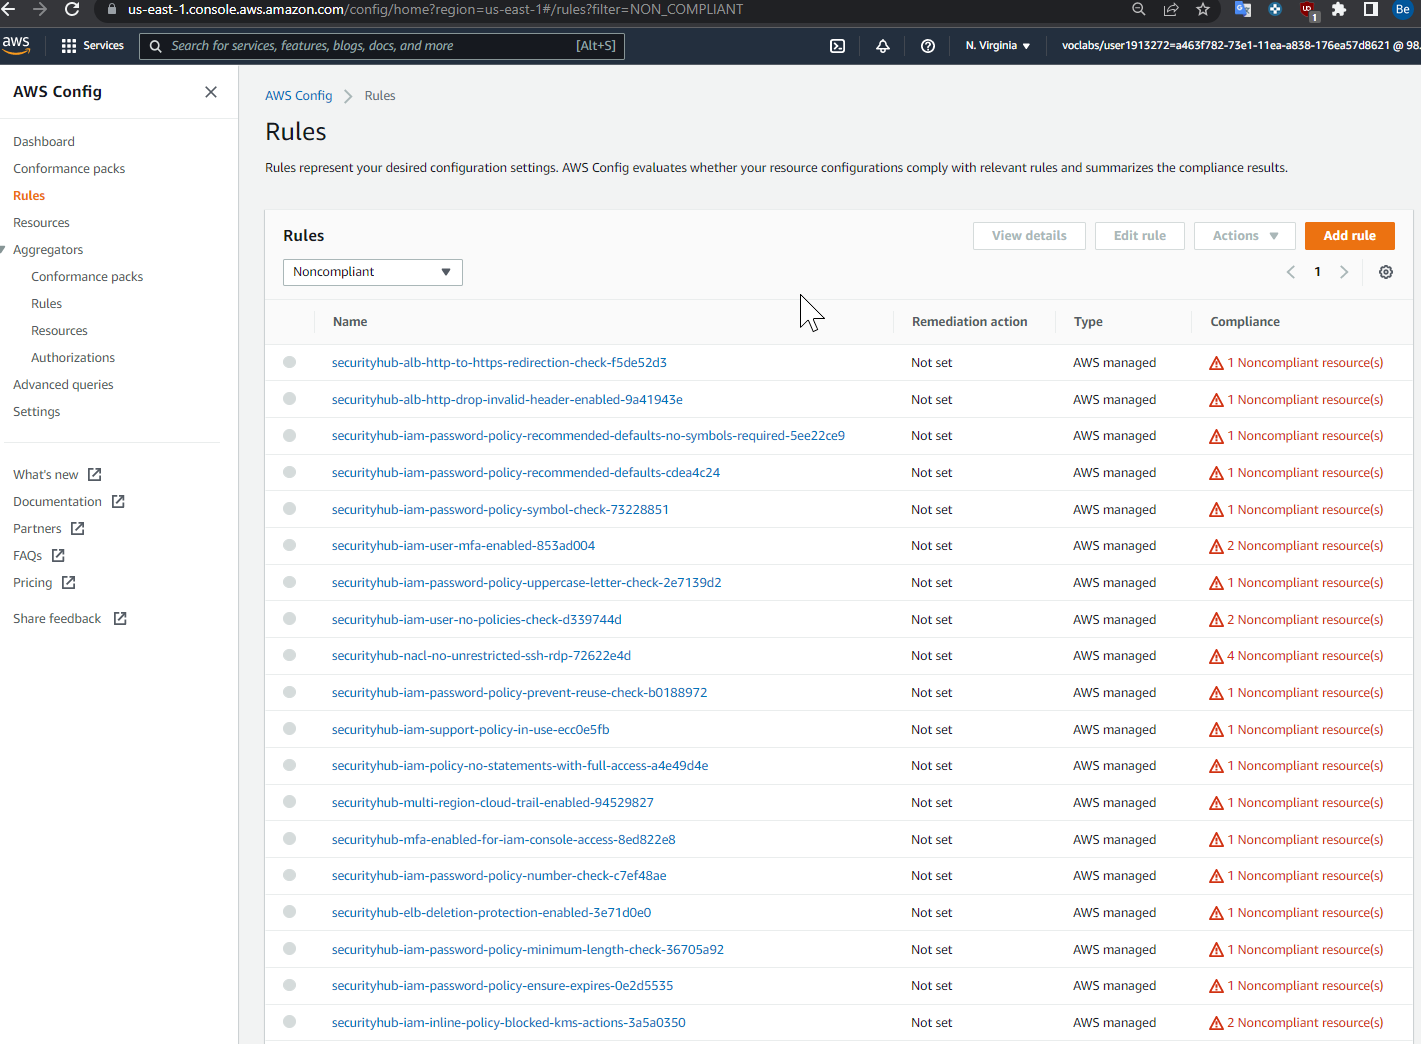 us-east-1.console.aws.amazon.com/config/home?region=us-east-1#/rules?filter=NON_COMPLIANT
UD
1
Be
aws
Services
Search for services, features, blogs, docs, and more
[Alt+S]
N. Virginia
voclabs/user1913272=a463f782-73e1-11ea-a838-176ea57d8621 @ 98.
AWS Config
Dashboard
Conformance packs
Rules
Resources
Aggregators
Conformance packs
Rules
Resources
Authorizations
Advanced queries
Settings
What's new
Documentation
Partners
FAQs
Pricing
Share feedback
AWS Config > Rules
Rules
Rules represent your desired configuration settings. AWS Config evaluates whether your resource configurations comply with relevant rules and summarizes the compliance results.
Rules
View details
Edit rule
Actions
Add rule
Noncompliant
1
Name Remediation action Type Compliance
securityhub-alb-http-to-https-redirection-check-f5de52d3 Not set AWS managed 1 Noncompliant resource(s)
securityhub-alb-http-drop-invalid-header-enabled-9a41943e Not set AWS managed 1 Noncompliant resource(s)
securityhub-iam-password-policy-recommended-defaults-no-symbols-required-5ee22ce9 Not set AWS managed 1 Noncompliant resource(s)
securityhub-iam-password-policy-recommended-defaults-cdea4c24 Not set AWS managed 1 Noncompliant resource(s)
securityhub-iam-password-policy-symbol-check-73228851 Not set AWS managed 1 Noncompliant resource(s)
securityhub-iam-user-mfa-enabled-853ad004 Not set AWS managed 2 Noncompliant resource(s)
securityhub-iam-password-policy-uppercase-letter-check-2e7139d2 Not set AWS managed 1 Noncompliant resource(s)
securityhub-iam-user-no-policies-check-d339744d Not set AWS managed 2 Noncompliant resource(s)
securityhub-nacl-no-unrestricted-ssh-rdp-72622e4d Not set AWS managed 4 Noncompliant resource(s)
securityhub-iam-password-policy-prevent-reuse-check-b0188972 Not set AWS managed 1 Noncompliant resource(s)
securityhub-iam-support-policy-in-use-ecc0e5fb Not set AWS managed 1 Noncompliant resource(s)
securityhub-iam-policy-no-statements-with-full-access-a4e49d4e Not set AWS managed 1 Noncompliant resource(s)
securityhub-multi-region-cloud-trail-enabled-94529827 Not set AWS managed 1 Noncompliant resource(s)
securityhub-mfa-enabled-for-iam-console-access-8ed822e8 Not set AWS managed 1 Noncompliant resource(s)
securityhub-iam-password-policy-number-check-c7ef48ae Not set AWS managed 1 Noncompliant resource(s)
securityhub-elb-deletion-protection-enabled-3e71d0e0 Not set AWS managed 1 Noncompliant resource(s)
securityhub-iam-password-policy-minimum-length-check-36705a92 Not set AWS managed 1 Noncompliant resource(s)
securityhub-iam-password-policy-ensure-expires-0e2d5535 Not set AWS managed 1 Noncompliant resource(s)
securityhub-iam-inline-policy-blocked-kms-actions-3a5a0350 Not set AWS managed 2 Noncompliant resource(s)